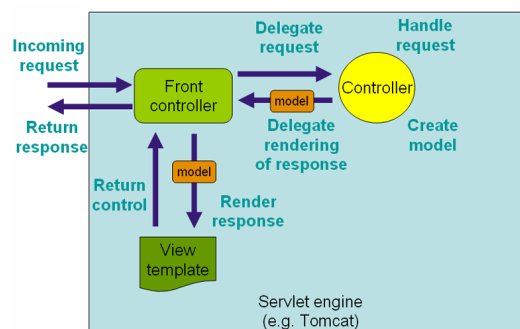 Incoming
request
Return
response
Front
controller
Delegate
request
Handle
request
Controller
model
Delegate
rendering
of response
Create
model
model
Return
control
Render
response
View
template
Servlet engine
(e.g. Tomcat)